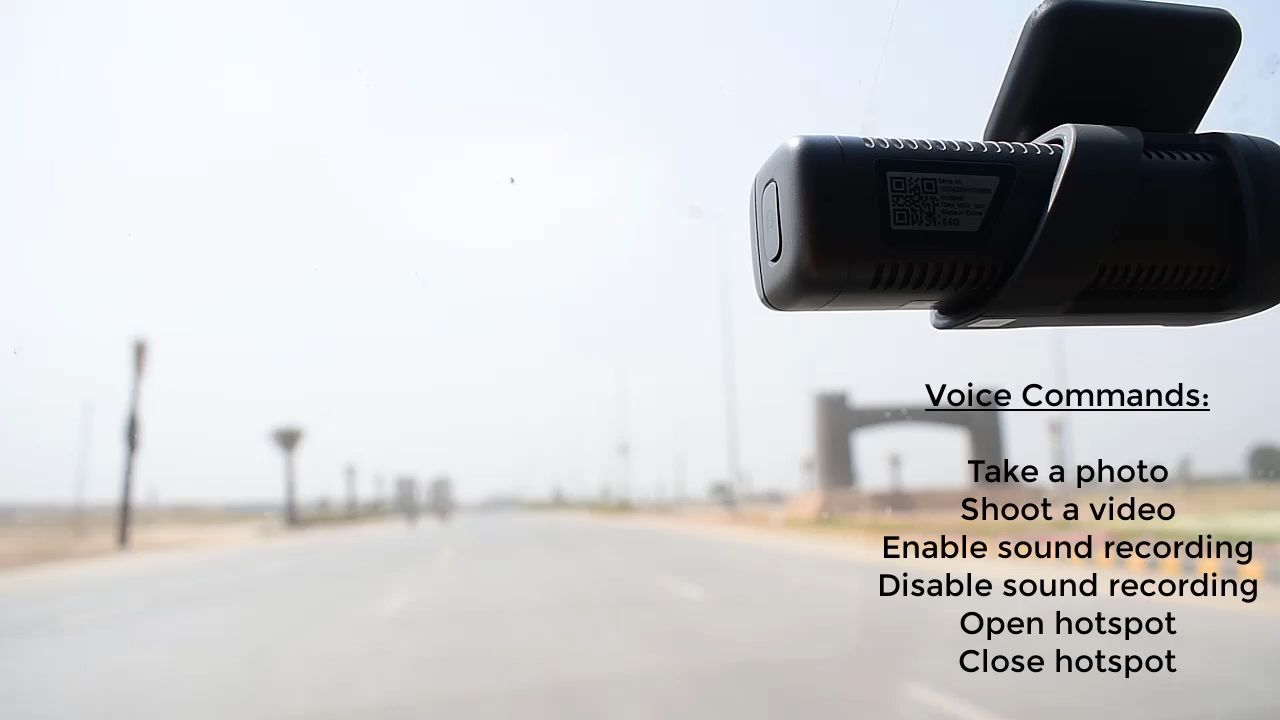 Voice Commands:
Take a photo
Shoot a video
Enable sound recording
Disable sound recording
Open hotspot
Close hotspot